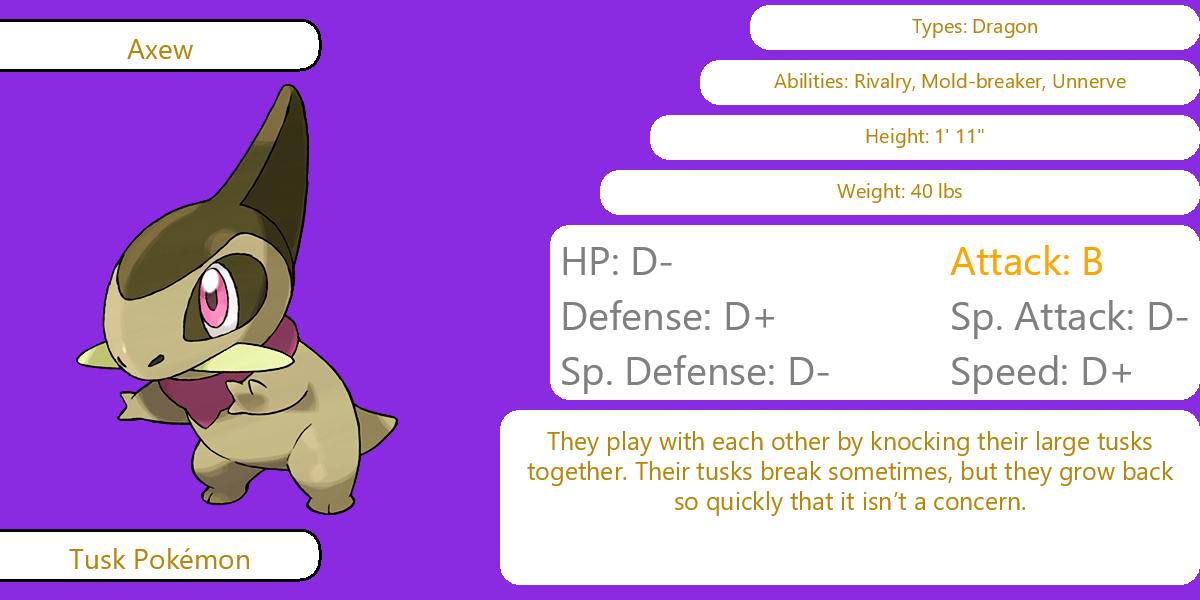 Axew
Types: Dragon
Abilities: Rivalry, Mold-breaker, Unnerve
Height: 1' 11"
Weight: 40 lbs
HP: D-
Attack: B
Defense: D+
Sp. Attack: D-
Sp. Defense: D-
Speed: D+
They play with each other by knocking their large tusks
together. Their tusks break sometimes, but they grow back
so quickly that it isn’t a concern.
Tusk Pokémon